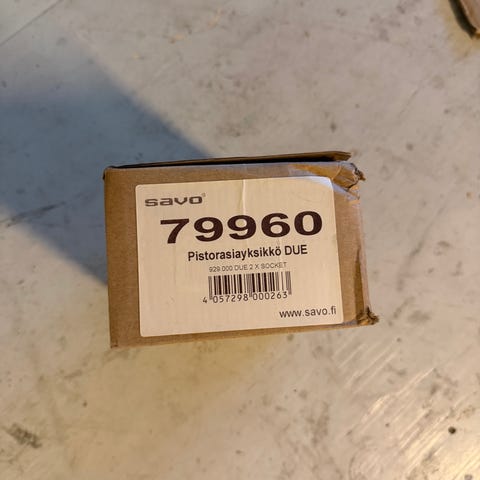 savo
79960
Pistorasiayksikkö DUE
929.000 DUE 2 X SOCKET
4 057298 000263
www.savo.fi